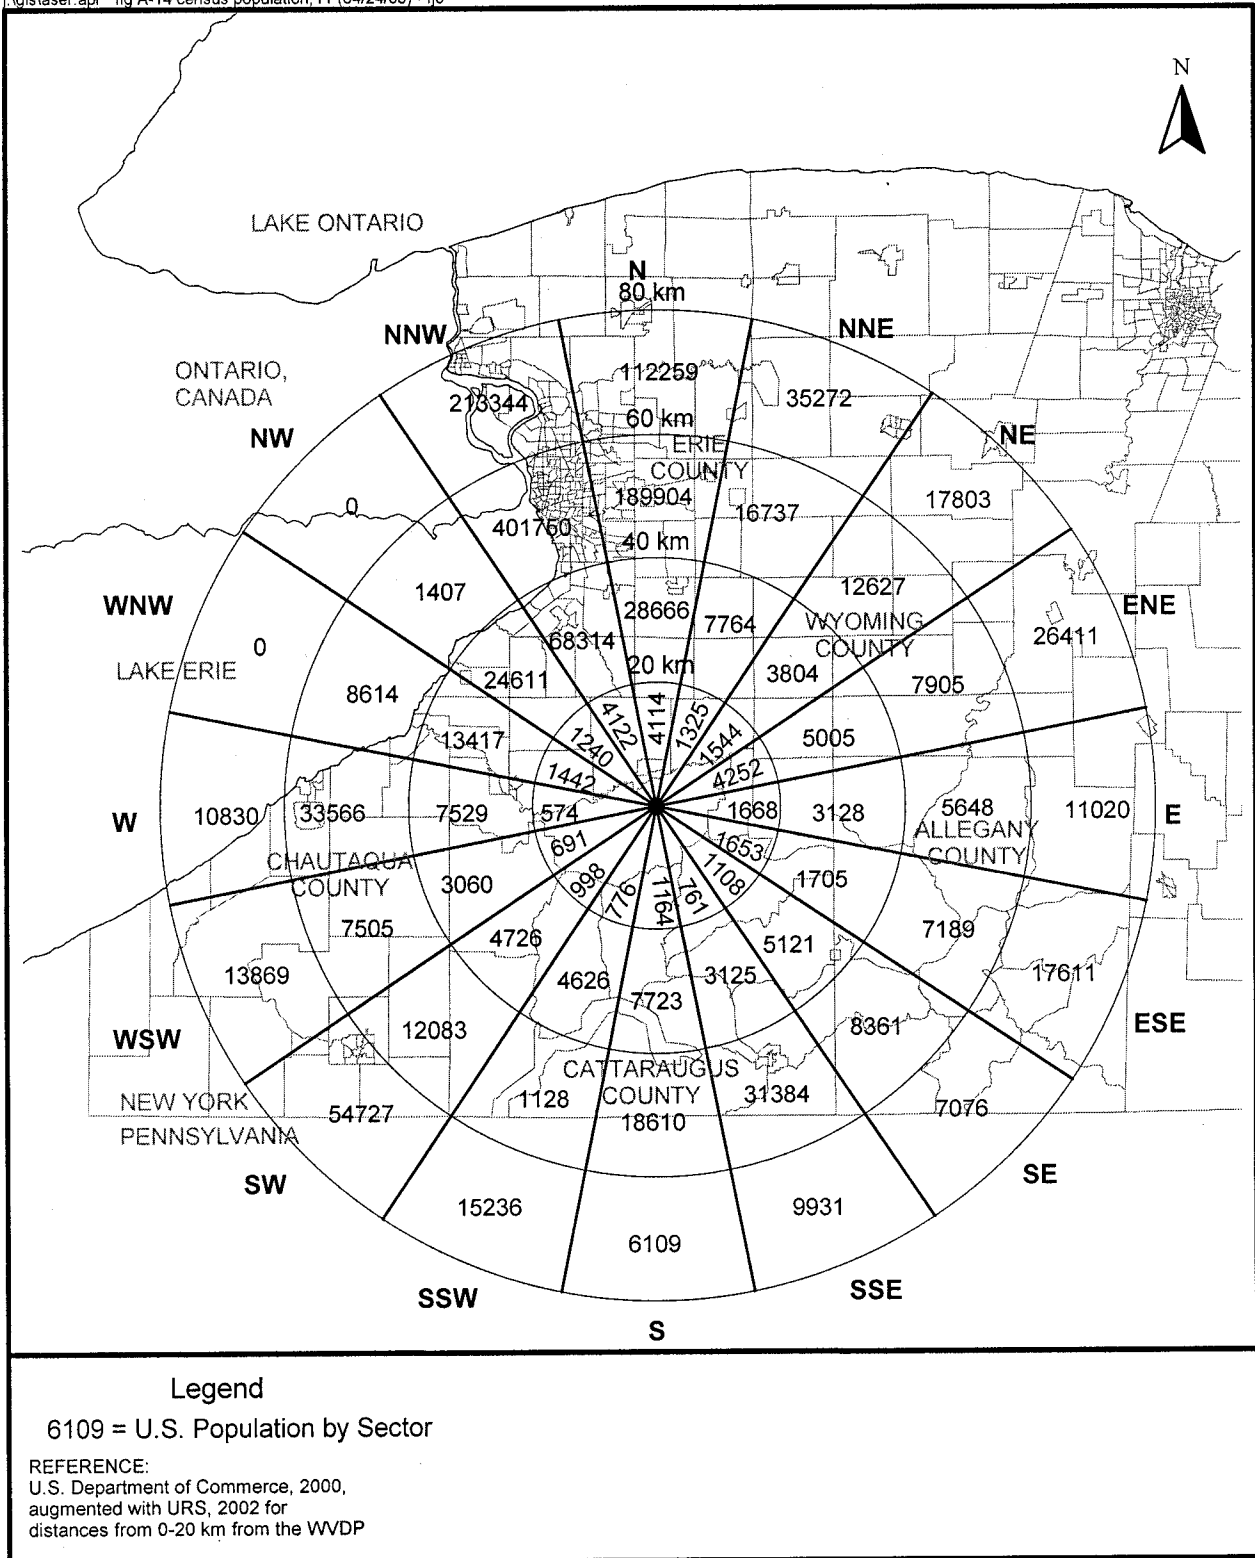 N
LAKE ONTARIO
N
80 km
NNW
NNE
ONTARIO,
CANADA
112259
35272
213344
60 km
NW
NE
ERIE
COUNTY
189904
17803
0
16737
401760
40 km
1407
12627
WNW
ENE
28666
7764
WYOMING
COUNTY
26411
68314
0
20 km
LAKE ERIE
24611
3804
7905
8614
4122
4114
1325
13417
1240
1544
5005
1442
4252
W
10830
33566
7529
574
1668
3128
5648
11020
E
ALLEGANY
COUNTY
691
1653
CHAUTAQUA
COUNTY
3060
998
776
1164
761
1108
1705
7505
4726
5121
7189
13869
4626
7723
3125
17611
WSW
12083
8361
ESE
CATTARAUGUS
COUNTY
NEW YORK
PENNSYLVANIA
54727
1128
18610
31384
7076
SW
SE
15236
9931
6109
SSW
SSE
S
Legend
6109 = U.S. Population by Sector
REFERENCE:
U.S. Department of Commerce, 2000,
augmented with URS, 2002 for
distances from 0-20 km from the WVDP